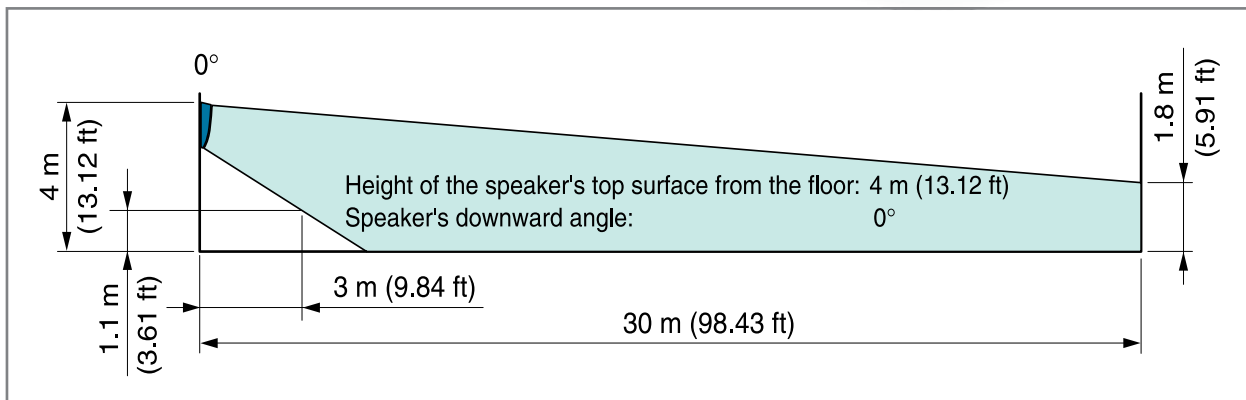 0°
4 m
(13.12 ft)
1.8 m
(5.91 ft)
Height of the speaker's top surface from the floor: 4 m (13.12 ft)
Speaker's downward angle: 0°
1.1 m
(3.61 ft)
3 m (9.84 ft)
30 m (98.43 ft)